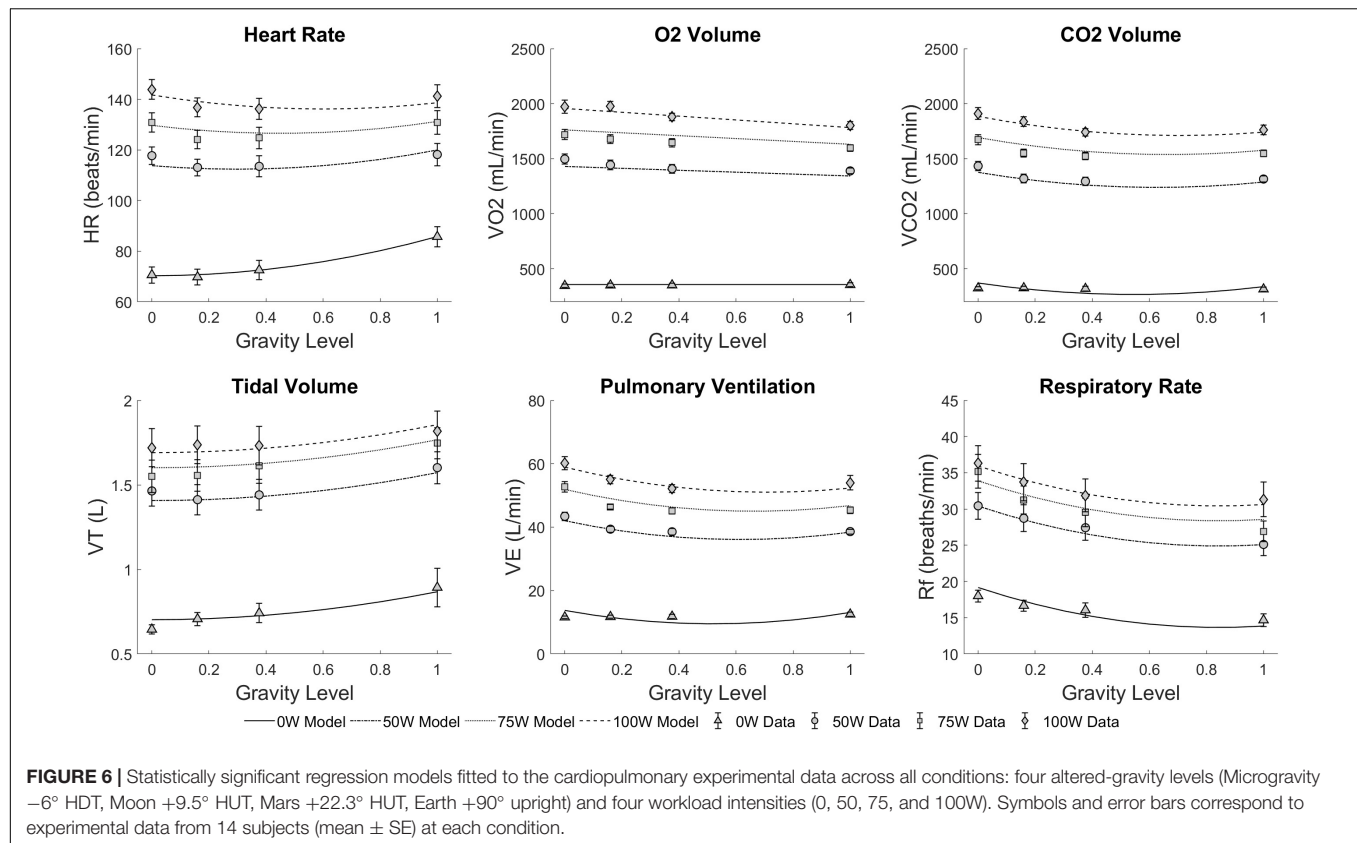 Heart Rate
160
140
120
100
80
60
HR (beats/min)
0 0.2 0.4 0.6 0.8 1
Gravity Level
O2 Volume
2500
2000
1500
1000
500
VO2 (mL/min)
0 0.2 0.4 0.6 0.8 1
Gravity Level
CO2 Volume
2500
2000
1500
1000
500
VCO2 (mL/min)
0 0.2 0.4 0.6 0.8 1
Gravity Level
Tidal Volume
2
1.5
1
0.5
VT (L)
0 0.2 0.4 0.6 0.8 1
Gravity Level
Pulmonary Ventilation
80
60
40
20
0
VE (L/min)
0 0.2 0.4 0.6 0.8 1
Gravity Level
Respiratory Rate
45
40
35
30
25
20
15
10
Rf (breaths/min)
0 0.2 0.4 0.6 0.8 1
Gravity Level
0W Model 50W Model 75W Model 100W Model 0W Data 50W Data 75W Data 100W Data
FIGURE 6 | Statistically significant regression models fitted to the cardiopulmonary experimental data across all conditions: four altered-gravity levels (Microgravity
−6° HDT, Moon +9.5° HUT, Mars +22.3° HUT, Earth +90° upright) and four workload intensities (0, 50, 75, and 100W). Symbols and error bars correspond to
experimental data from 14 subjects (mean ± SE) at each condition.